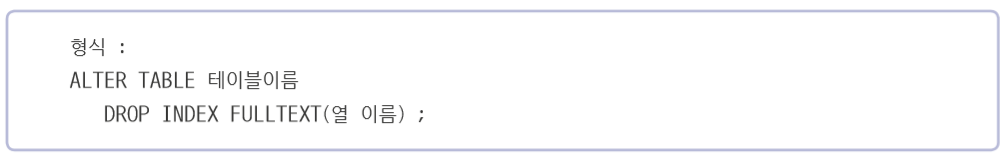 형식 :
ALTER TABLE 테이블이름
DROP INDEX FULLTEXT(열 이름) ;